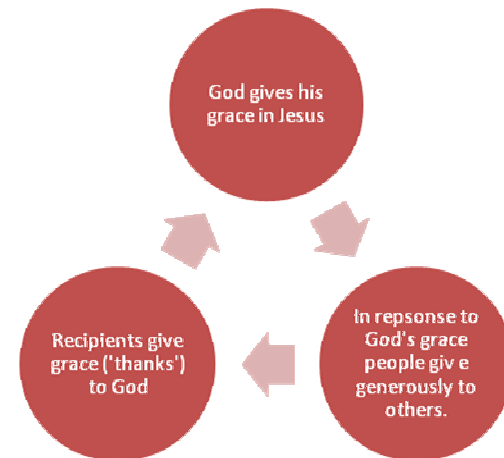 God gives his
grace in Jesus
In repsonse to
God's grace
people giv e
generously to
others.
Recipients give
grace ('thanks')
to God